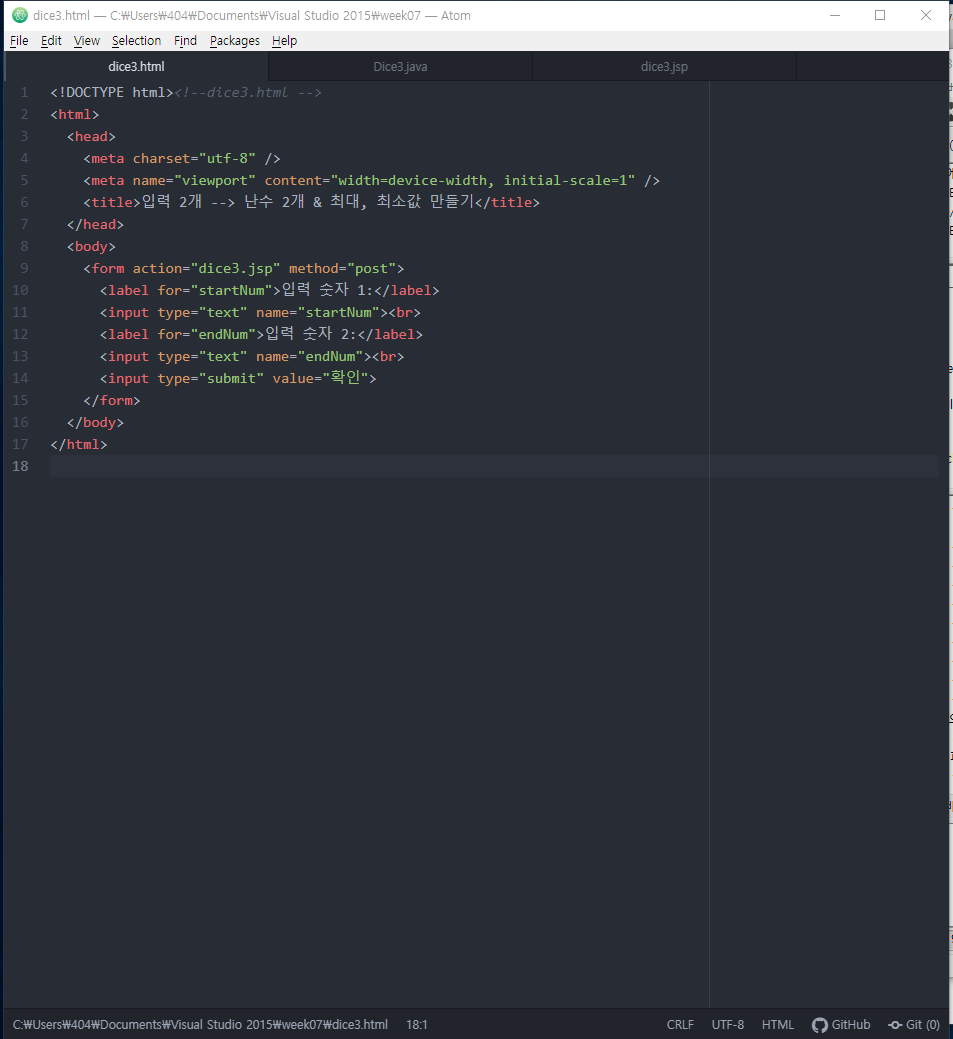 dice3.html — C:₩Users₩404₩Documents₩Visual Studio 2015₩week07 — Atom
File Edit View Selection Find Packages Help
dice3.html Dice3.java dice3.jsp
1 <!DOCTYPE html><!--dice3.html -->
2 <html>
3 <head>
4 <meta charset="utf-8" />
5 <meta name="viewport" content="width=device-width, initial-scale=1" />
6 <title>입력 2개 --> 난수 2개 & 최대, 최소값 만들기</title>
7 </head>
8 <body>
9 <form action="dice3.jsp" method="post">
10 <label for="startNum">입력 숫자 1:</label>
11 <input type="text" name="startNum"><br>
12 <label for="endNum">입력 숫자 2:</label>
13 <input type="text" name="endNum"><br>
14 <input type="submit" value="확인">
15 </form>
16 </body>
17 </html>
18
C:₩Users₩404₩Documents₩Visual Studio 2015₩week07₩dice3.html 18:1 CRLF UTF-8 HTML GitHub Git (0)